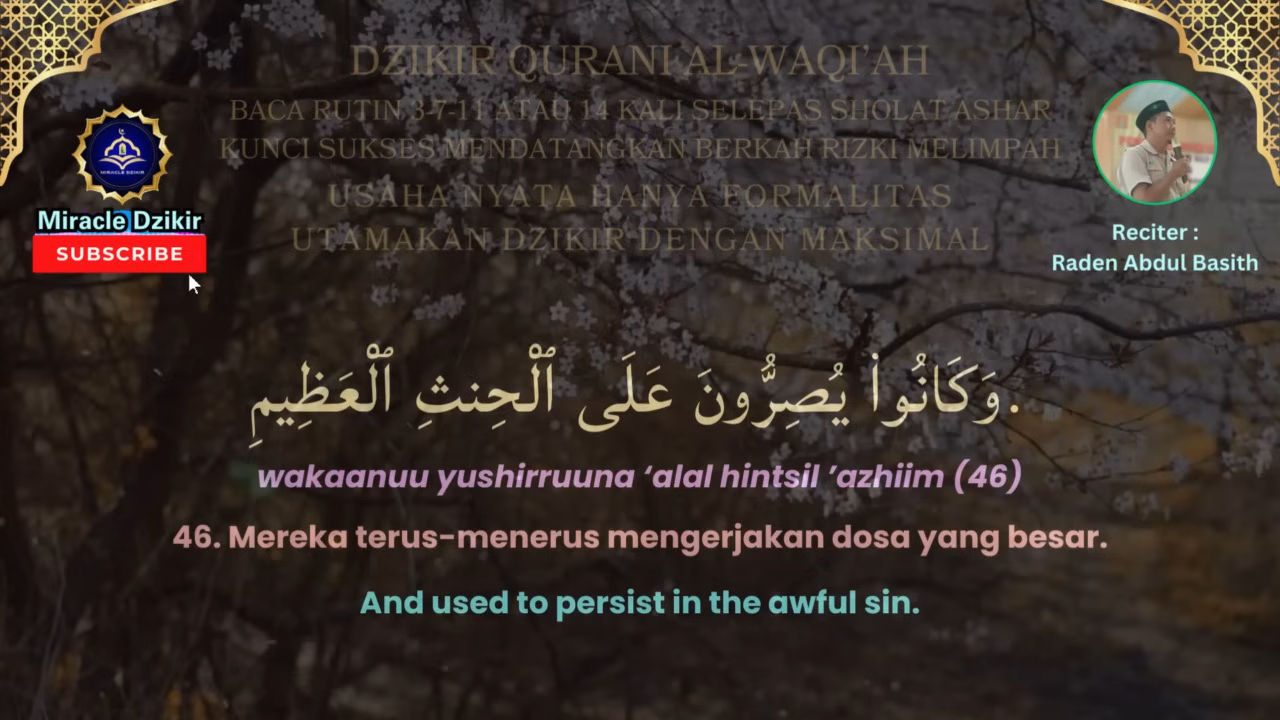 DZIKIR QURANI AL-WAQI'AH
BACA RUTIN 3-7-11 ATAU 14 KALI SELEPAS SHOLAT ASHAR
KUNCI SUKSES MENDATANGKAN BERKAH RIZKI MELIMPAH
USAHA NYATA HANYA FORMALITAS
UTAMAKAN DZIKIR DENGAN MAKSIMAL
MIRACLE DZIKIR
Miracle Dzikir
SUBSCRIBE
Reciter :
Raden Abdul Basith
وَكَانُوا۟ يُصِرُّونَ عَلَى ٱلْحِنثِ ٱلْعَظِيمِ.
wakaanuu yushirruuna ‘alal hintsil ’azhiim (46)
46. Mereka terus-menerus mengerjakan dosa yang besar.
And used to persist in the awful sin.